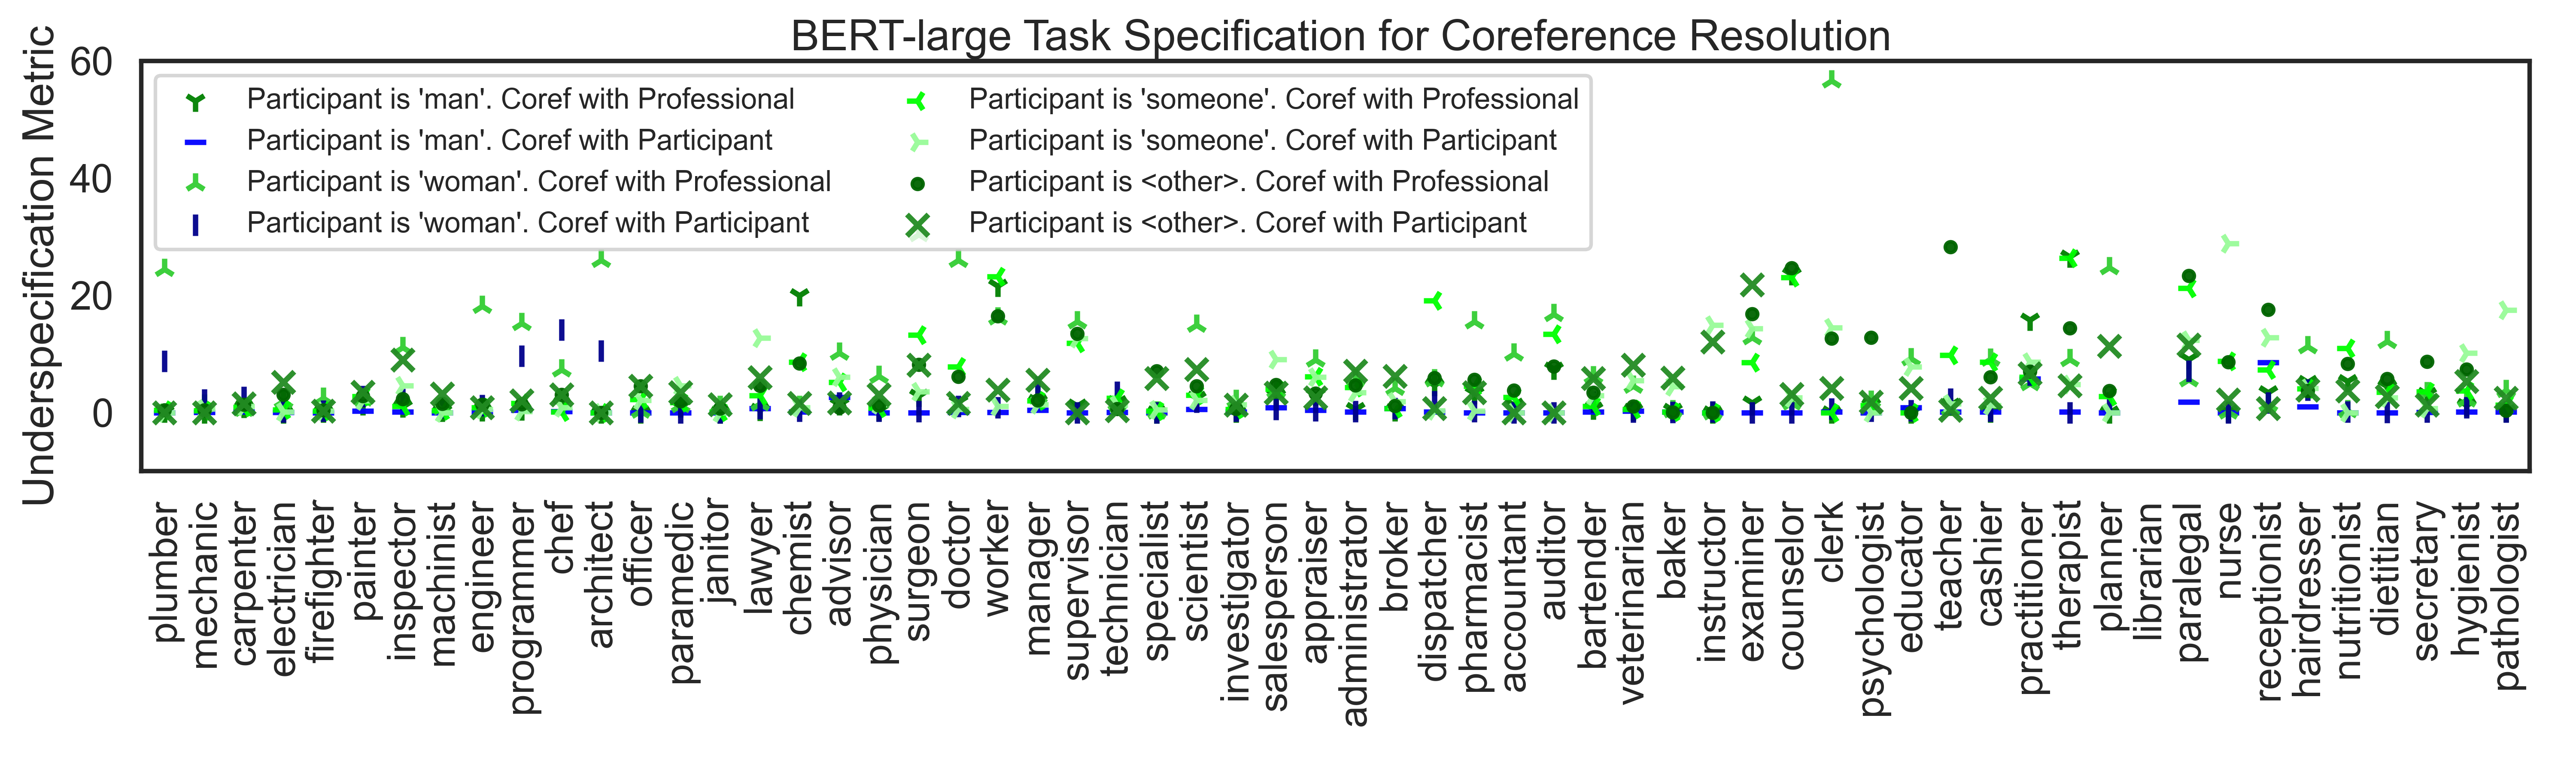 BERT-large Task Specification for Coreference Resolution
Underspecification Metric
60
40
20
0
Participant is 'man'. Coref with Professional
Participant is 'man'. Coref with Participant
Participant is 'woman'. Coref with Professional
Participant is 'woman'. Coref with Participant
Participant is 'someone'. Coref with Professional
Participant is 'someone'. Coref with Participant
Participant is <other>. Coref with Professional
Participant is <other>. Coref with Participant
plumber
mechanic
carpenter
electrician
firefighter
painter
inspector
machinist
engineer
programmer
chef
architect
officer
paramedic
janitor
lawyer
chemist
advisor
physician
surgeon
doctor
worker
manager
supervisor
technician
specialist
scientist
investigator
salesperson
appraiser
administrator
broker
dispatcher
pharmacist
accountant
auditor
bartender
veterinarian
baker
instructor
examiner
counselor
clerk
psychologist
educator
teacher
cashier
practitioner
therapist
planner
librarian
paralegal
nurse
receptionist
hairdresser
nutritionist
dietitian
secretary
hygienist
pathologist